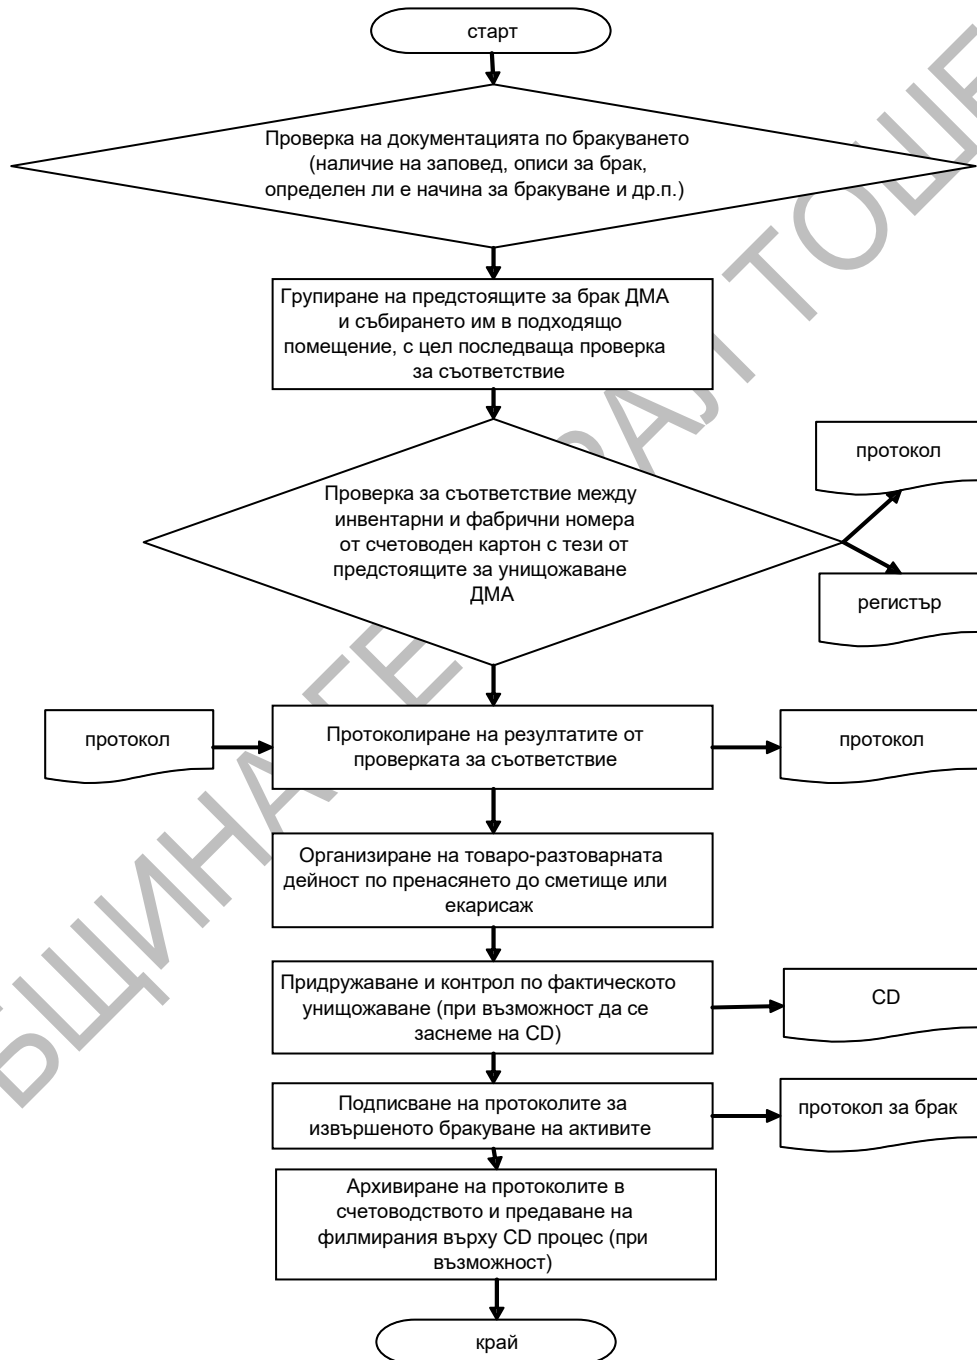 старт
Проверка на документацията по бракуването
(наличие на заповед, описи за брак,
определен ли е начина за бракуване и др.п.)
Групиране на предстоящите за брак ДМА
и събирането им в подходящо
помещение, с цел последваща проверка
за съответствие
Проверка за съответствие между
инвентарни и фабрични номера
от счетоводен картон с тези от
предстоящите за унищожаване
ДМА
протокол
регистър
протокол
Протоколиране на резултатите от
проверката за съответствие
протокол
Организиране на товаро-разтоварната
дейност по пренасянето до сметище или
екарисаж
Придружаване и контрол по фактическото
унищожаване (при възможност да се
заснеме на CD)
CD
Подписване на протоколите за
извършеното бракуване на активите
протокол за брак
Архивиране на протоколите в
счетоводството и предаване на
филмирания върху CD процес (при
възможност)
край